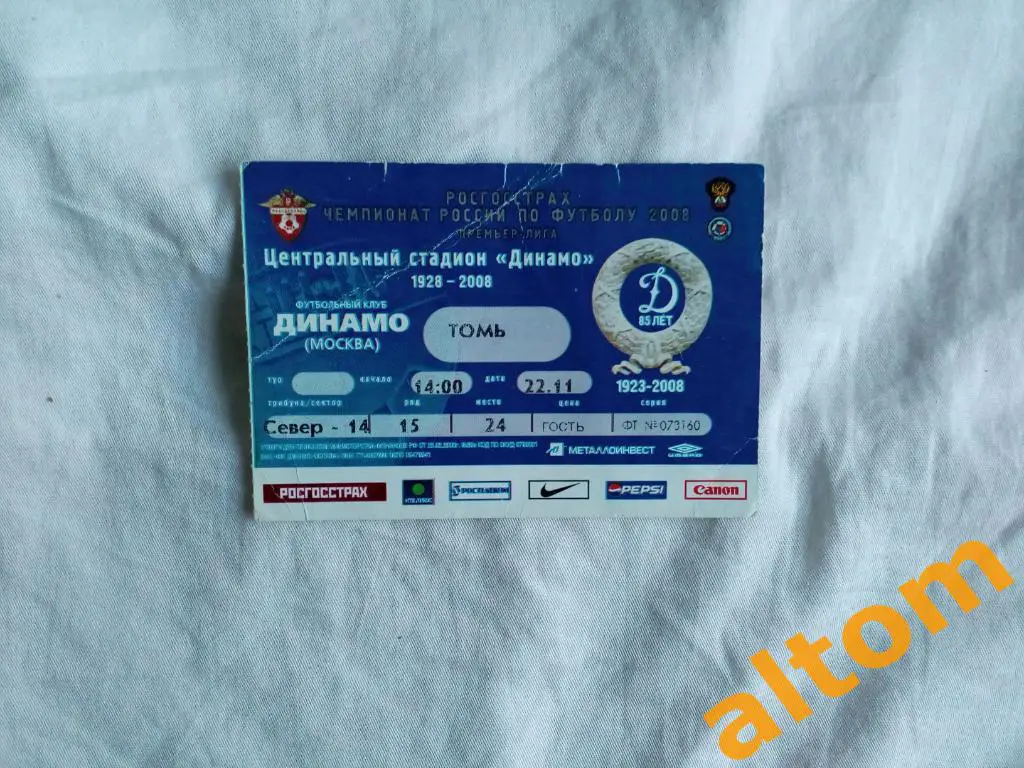 РОСГОССТРАХ
ЧЕМПИОНАТ РОССИИ ПО ФУТБОЛУ 2008
ПРЕМЬЕР-ЛИГА
Центральный стадион «Динамо»
1928 – 2008
ФУТБОЛЬНЫЙ КЛУБ
ДИНАМО
(МОСКВА)
ТОМЬ
Д
85 ЛЕТ
1923-2008
тур начало 14:00 дата 22.11
трибуна/сектор ряд место цена серия
Север - 14 15 24 ГОСТЬ ФТ №073160
МЕТАЛЛОИНВЕСТ
РОСГОССТРАХ
РОСТЕЛЕКОМ
PEPSI
Canon
altom